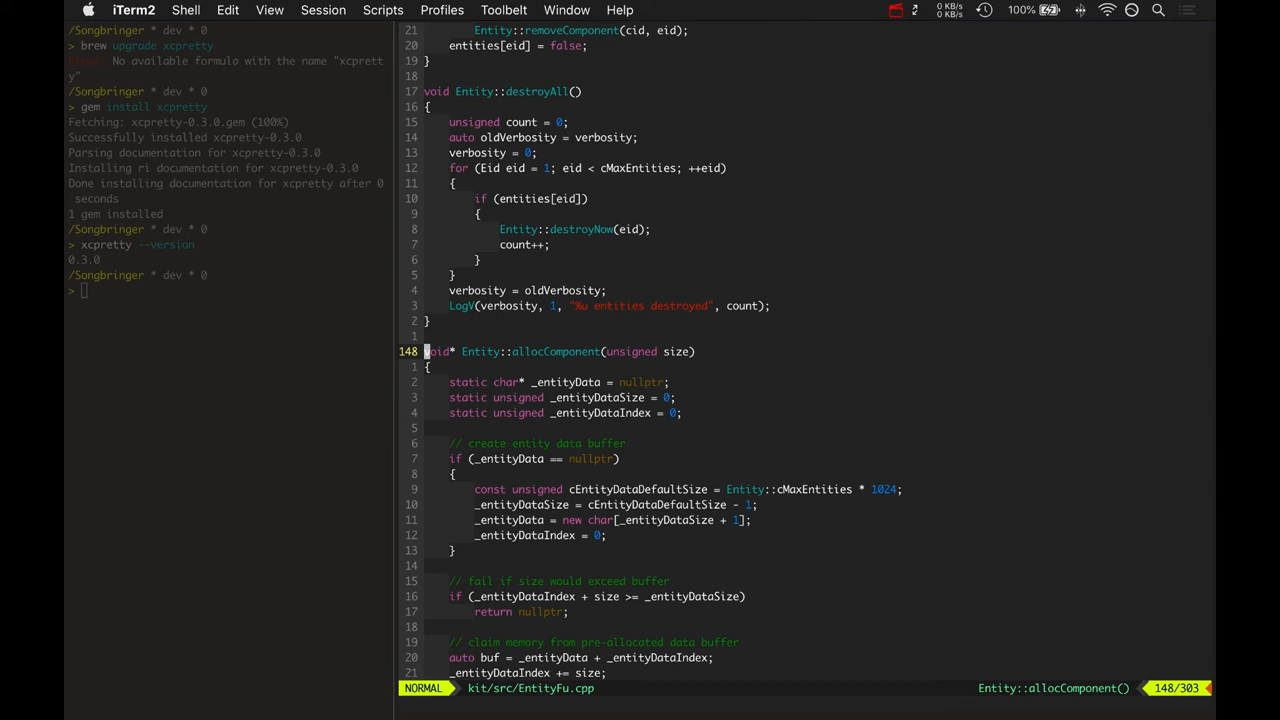 iTerm2 Shell Edit View Session Scripts Profiles Toolbelt Window Help 0 KB/s 0 KB/s 100%
/Songbringer * dev * 0
> brew upgrade xcpretty
Error: No available formula with the name "xcprett
y"
/Songbringer * dev * 0
> gem install xcpretty
Fetching: xcpretty-0.3.0.gem (100%)
Successfully installed xcpretty-0.3.0
Parsing documentation for xcpretty-0.3.0
Installing ri documentation for xcpretty-0.3.0
Done installing documentation for xcpretty after 0
 seconds
1 gem installed
/Songbringer * dev * 0
> xcpretty --version
0.3.0
/Songbringer * dev * 0
>
21 Entity::removeComponent(cid, eid);
20 entities[eid] = false;
19 }
18
17 void Entity::destroyAll()
16 {
15 unsigned count = 0;
14 auto oldVerbosity = verbosity;
13 verbosity = 0;
12 for (Eid eid = 1; eid < cMaxEntities; ++eid)
11 {
10 if (entities[eid])
9 {
8 Entity::destroyNow(eid);
7 count++;
6 }
5 }
4 verbosity = oldVerbosity;
3 LogV(verbosity, 1, "%u entities destroyed", count);
2 }
1
148 void* Entity::allocComponent(unsigned size)
1 {
2 static char* _entityData = nullptr;
3 static unsigned _entityDataSize = 0;
4 static unsigned _entityDataIndex = 0;
5
6 // create entity data buffer
7 if (_entityData == nullptr)
8 {
9 const unsigned cEntityDataDefaultSize = Entity::cMaxEntities * 1024;
10 _entityDataSize = cEntityDataDefaultSize - 1;
11 _entityData = new char[_entityDataSize + 1];
12 _entityDataIndex = 0;
13 }
14
15 // fail if size would exceed buffer
16 if (_entityDataIndex + size >= _entityDataSize)
17 return nullptr;
18
19 // claim memory from pre-allocated data buffer
20 auto buf = _entityData + _entityDataIndex;
21 _entityDataIndex += size;
NORMAL kit/src/EntityFu.cpp Entity::allocComponent() 148/303